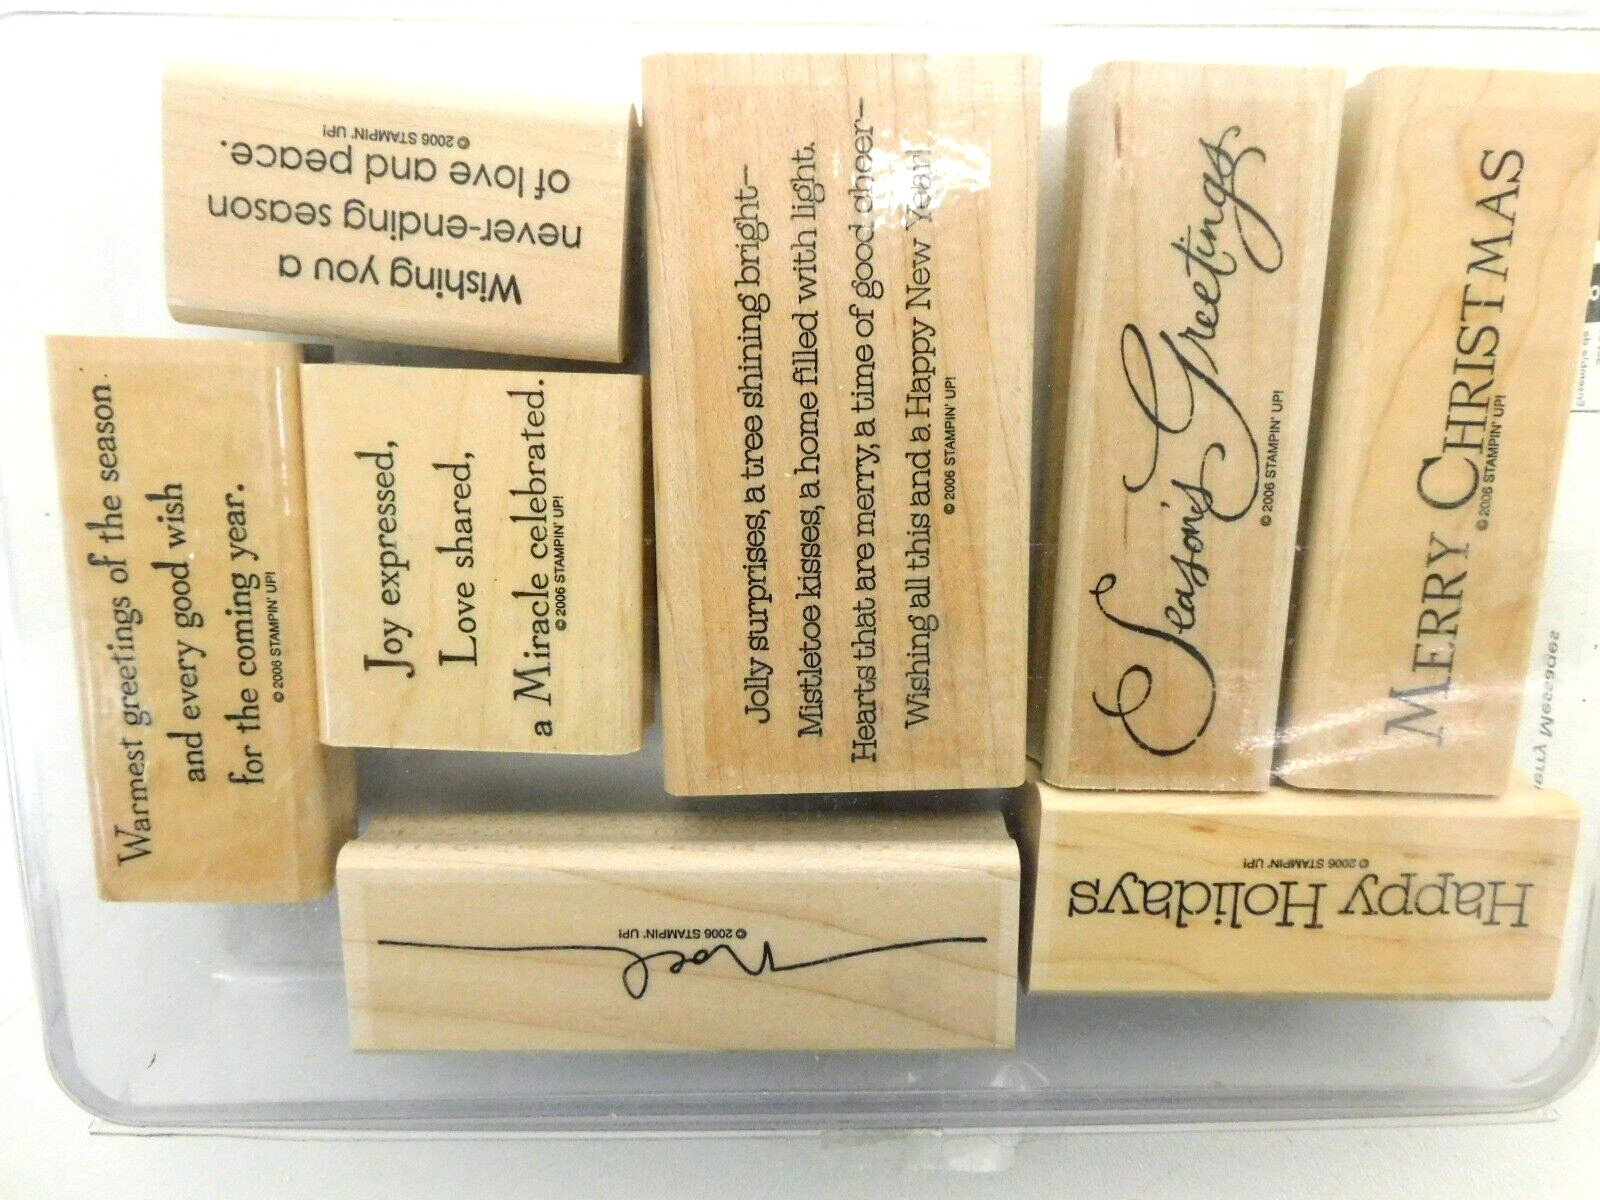 Wishing you a
never-ending season
of love and peace.
© 2006 STAMPIN' UP!
Warmest greetings of the season
and every good wish
for the coming year.
© 2006 STAMPIN' UP!
Joy expressed,
Love shared,
a Miracle celebrated.
© 2006 STAMPIN' UP!
Jolly surprises, a tree shining bright—
Mistletoe kisses, a home filled with light.
Hearts that are merry, a time of good cheer—
Wishing all this and a Happy New Year!
© 2006 STAMPIN' UP!
Season's Greetings
© 2006 STAMPIN' UP!
MERRY CHRISTMAS
© 2006 STAMPIN' UP!
Noel
© 2006 STAMPIN' UP!
Happy Holidays
© 2006 STAMPIN' UP!
Messages